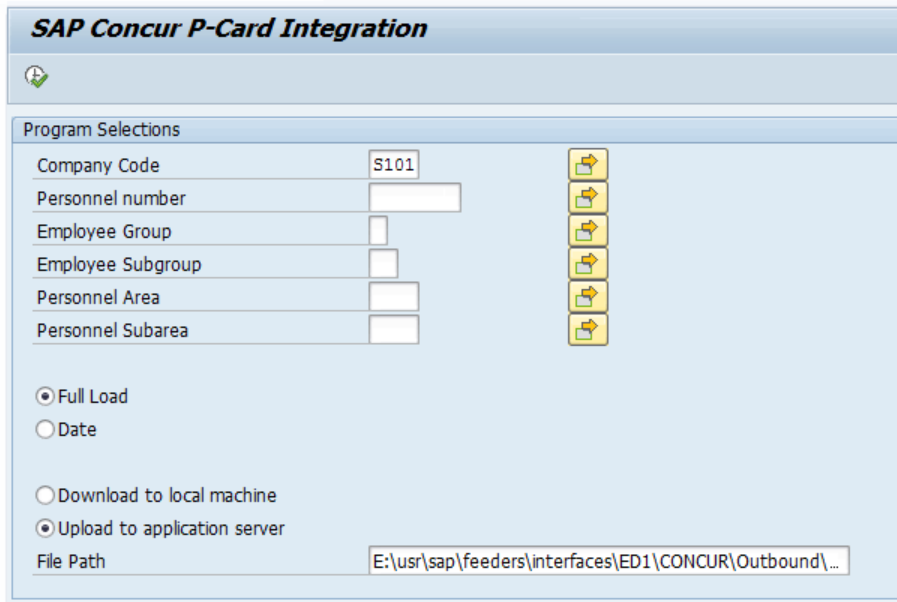 SAP Concur P-Card Integration
Program Selections
Company Code S101
Personnel number
Employee Group
Employee Subgroup
Personnel Area
Personnel Subarea
Full Load
Date
Download to local machine
Upload to application server
File Path E:\usr\sap\feeders\interfaces\ED1\CONCUR\Outbound\...